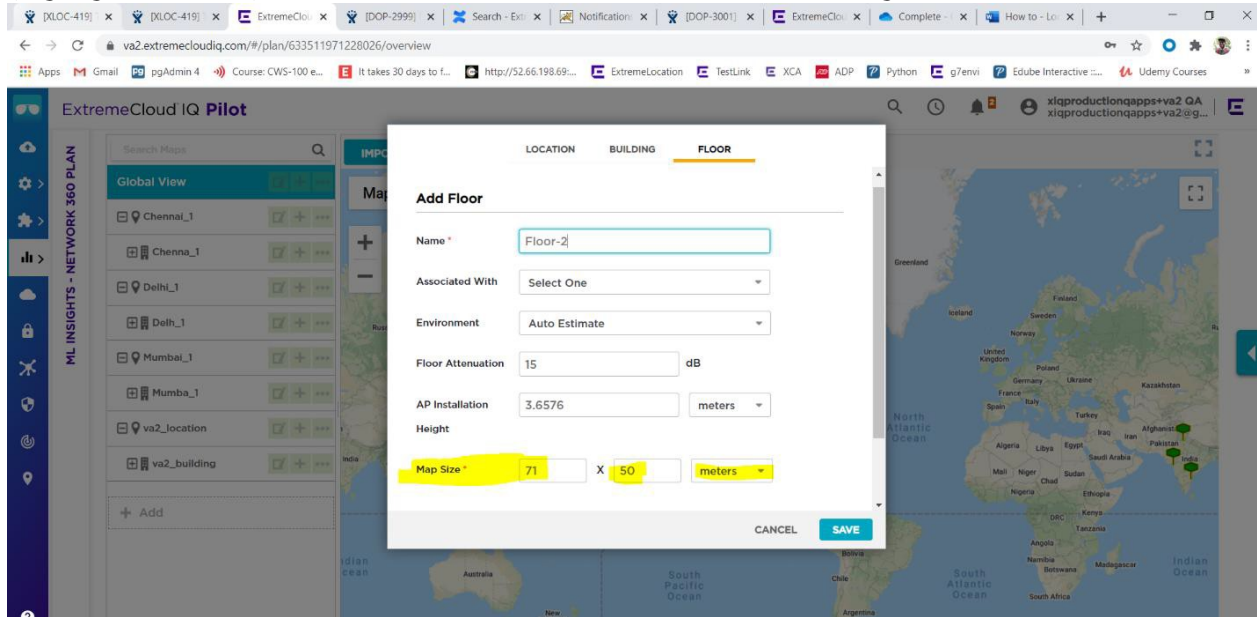 [XLOC-419] [XLOC-419] ExtremeClou [DOP-2999] Search - Ext Notification [DOP-3001] ExtremeClou Complete - How to - Lo
va2.extremecloudiq.com/#/plan/633511971228026/overview
Apps Gmail pgAdmin 4 Course: CWS-100 e... It takes 30 days to f... http://52.66.198.69:... ExtremeLocation TestLink XCA ADP Python g7envi Edube Interactive ::... Udemy Courses »
ExtremeCloud IQ Pilot 2 xiqproductionqapps+va2 QA
xiqproductionqapps+va2@g...
ML INSIGHTS - NETWORK 360 PLAN
Search Maps
Global View
Chennai_1
Chenna_1
Delhi_1
Delh_1
Mumbai_1
Mumba_1
va2_location
va2_building
+ Add
IMPO
Map
LOCATION BUILDING FLOOR
Add Floor
Name * Floor-2
Associated With Select One
Environment Auto Estimate
Floor Attenuation 15 dB
AP Installation 3.6576 meters
Height
Map Size * 71 X 50 meters
CANCEL SAVE
Greenland
Iceland
Finland
Sweden
Norway
United
Kingdom
Poland
Germany Ukraine
France
Kazakhstan
Italy
Spain
Turkey
North
Atlantic
Ocean
Iraq
Iran
Afghanist
Pakistan
Algeria Libya Egypt
Saudi Arabia
India
Mali Niger
Chad
Sudan
Nigeria
Ethiopia
DRC
Kenya
Tanzania
Angola
Namibia
Botswana
Madagascar
South Africa
Indian
Ocean
South
Atlantic
Ocean
Bolivia
Chile
Argentina
South
Pacific
Ocean
Australia
New
India